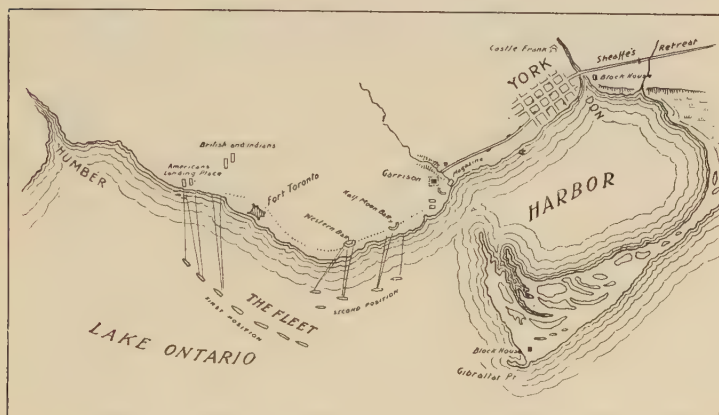 Castle Frank
Sheaffe's Retreat
YORK
Block House
DON
R
HUMBER
British and Indians
Americans
Landing Place
Fort Toronto
Garrison
Magazine
Western Bat.
Half Moon Bat.
HARBOR
THE FLEET
FIRST POSITION
SECOND POSITION
LAKE ONTARIO
Block House
Gibraltar Pt